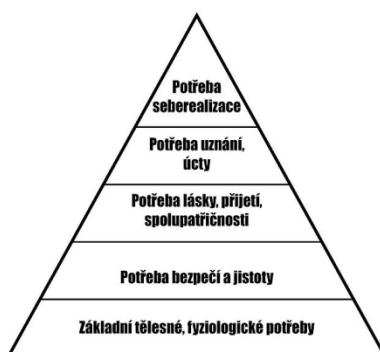 Potřeba
seberealizace
Potřeba uznání,
úcty
Potřeba lásky, přijetí,
spolupatřičnosti
Potřeba bezpečí a jistoty
Základní tělesné, fyziologické potřeby